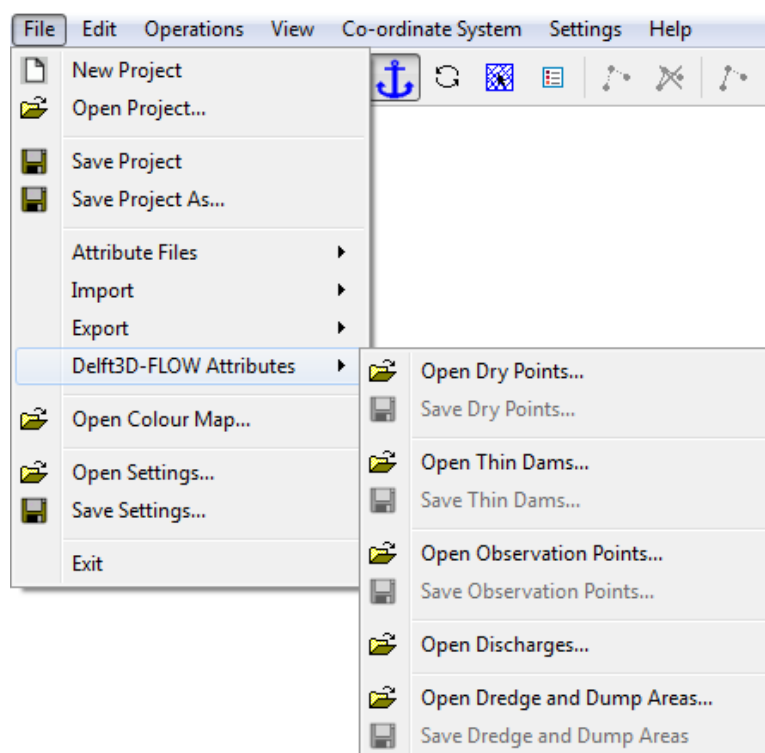 File Edit Operations View Co-ordinate System Settings Help
New Project
Open Project...
Save Project
Save Project As...
Attribute Files
Import
Export
Delft3D-FLOW Attributes
Open Colour Map...
Open Settings...
Save Settings...
Exit
Open Dry Points...
Save Dry Points...
Open Thin Dams...
Save Thin Dams...
Open Observation Points...
Save Observation Points...
Open Discharges...
Open Dredge and Dump Areas...
Save Dredge and Dump Areas